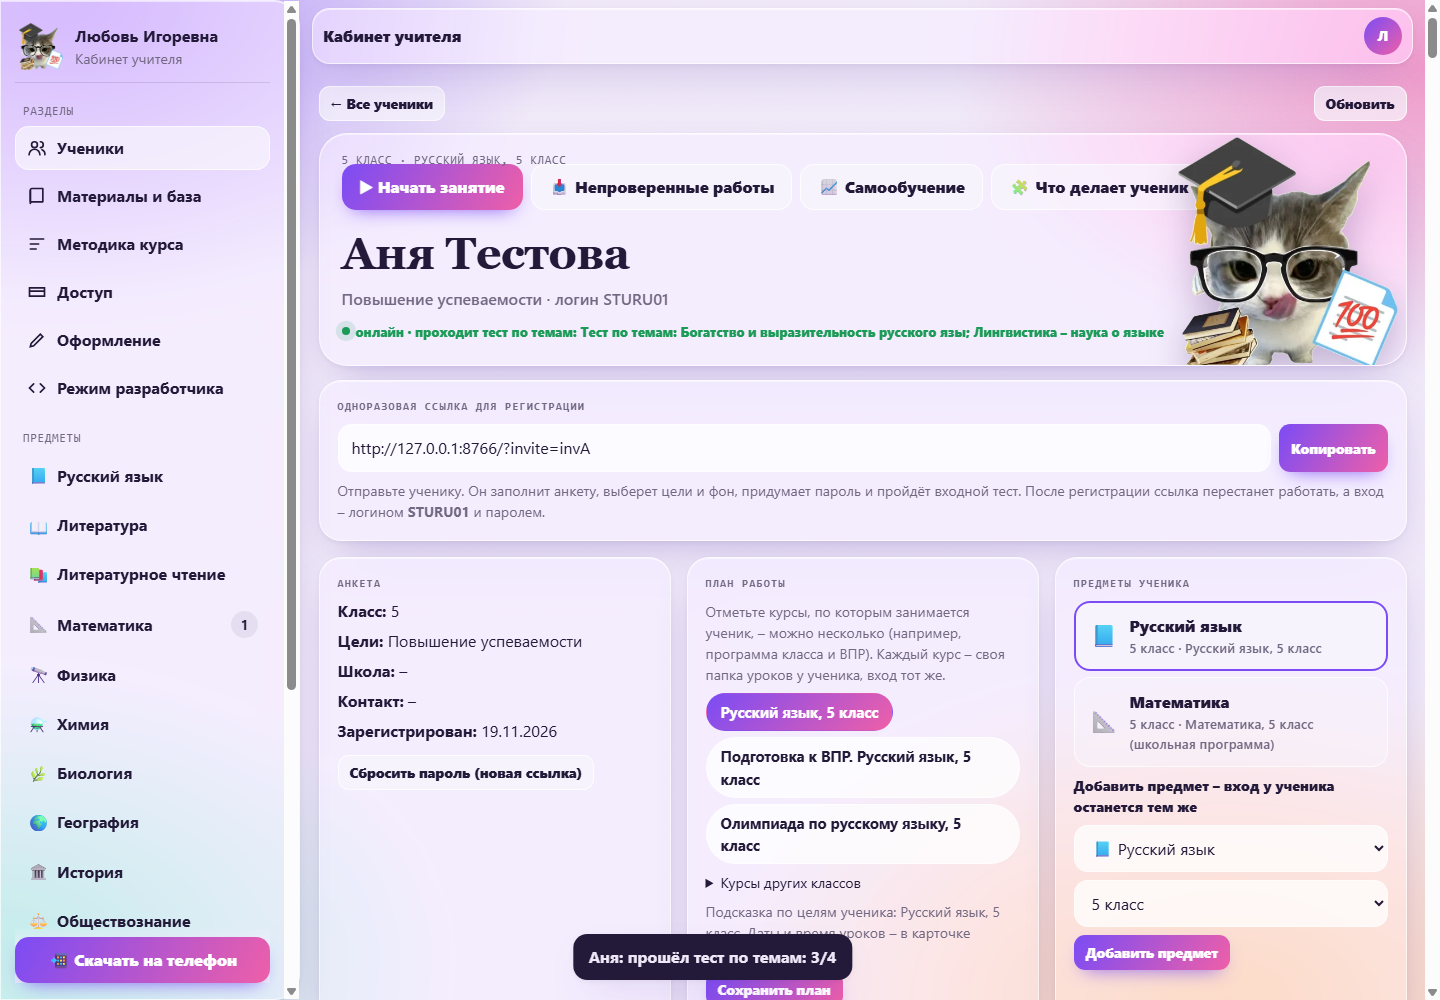 Любовь Игоревна
Кабинет учителя
РАЗДЕЛЫ
Ученики
Материалы и база
Методика курса
Доступ
Оформление
Режим разработчика
ПРЕДМЕТЫ
Русский язык
Литература
Литературное чтение
Математика 1
Физика
Химия
Биология
География
История
Обществознание
Скачать на телефон
Кабинет учителя
Л
← Все ученики
Обновить
5 КЛАСС · РУССКИЙ ЯЗЫК, 5 КЛАСС
▶ Начать занятие
Непроверенные работы
Самообучение
Что делает ученик
Аня Тестова
Повышение успеваемости · логин STURU01
онлайн · проходит тест по темам: Тест по темам: Богатство и выразительность русского язы; Лингвистика – наука о языке
100
ОДНОРАЗОВАЯ ССЫЛКА ДЛЯ РЕГИСТРАЦИИ
http://127.0.0.1:8766/?invite=invA
Копировать
Отправьте ученику. Он заполнит анкету, выберет цели и фон, придумает пароль и пройдёт входной тест. После регистрации ссылка перестанет работать, а вход
– логином STURU01 и паролем.
АНКЕТА
Класс: 5
Цели: Повышение успеваемости
Школа: –
Контакт: –
Зарегистрирован: 19.11.2026
Сбросить пароль (новая ссылка)
ПЛАН РАБОТЫ
Отметьте курсы, по которым занимается
ученик, – можно несколько (например,
программа класса и ВПР). Каждый курс – своя
папка уроков у ученика, вход тот же.
Русский язык, 5 класс
Подготовка к ВПР. Русский язык, 5
класс
Олимпиада по русскому языку, 5
класс
▶ Курсы других классов
Подсказка по целям ученика: Русский язык, 5
класс. Даты и время уроков – в карточке
Сохранить план
ПРЕДМЕТЫ УЧЕНИКА
Русский язык
5 класс · Русский язык, 5 класс
Математика
5 класс · Математика, 5 класс
(школьная программа)
Добавить предмет – вход у ученика
останется тем же
Русский язык
5 класс
Добавить предмет
Аня: прошёл тест по темам: 3/4